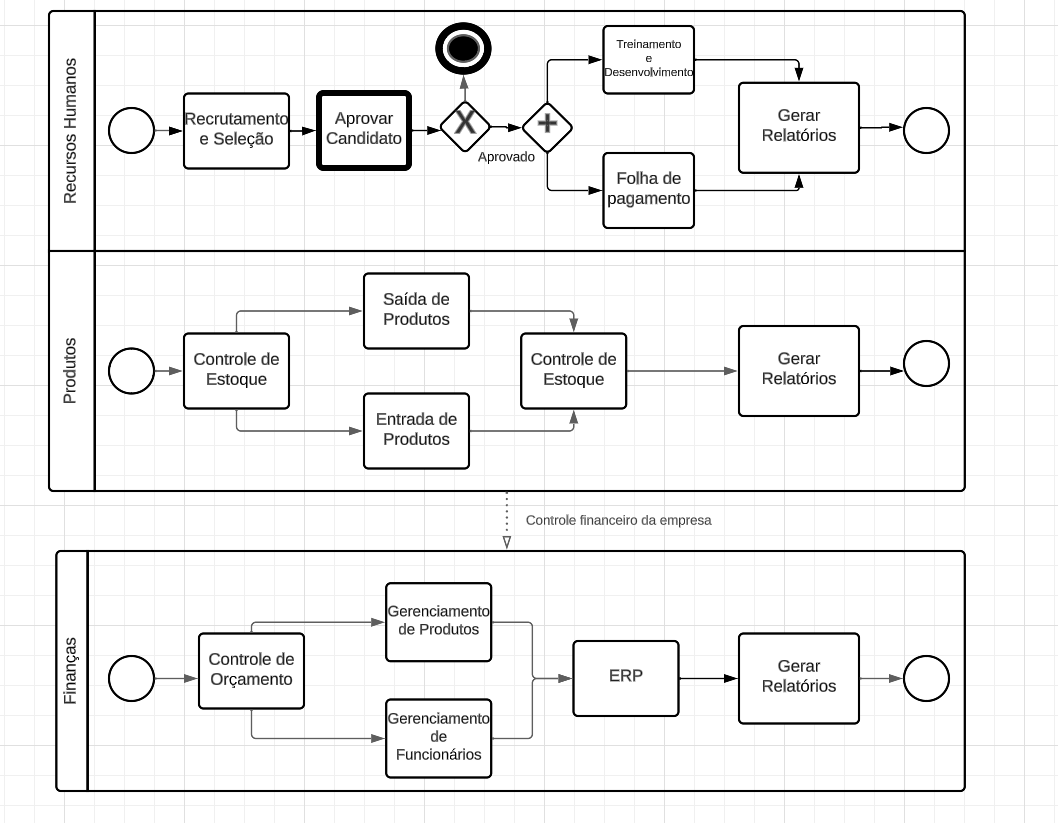 Recursos Humanos
Recrutamento
e Seleção
Aprovar
Candidato
X
Aprovado
+
Treinamento
e
Desenvolvimento
Folha de
pagamento
Gerar
Relatórios
Produtos
Controle de
Estoque
Saída de
Produtos
Entrada de
Produtos
Controle de
Estoque
Gerar
Relatórios
Controle financeiro da empresa
Finanças
Controle de
Orçamento
Gerenciamento
de Produtos
Gerenciamento
de
Funcionários
ERP
Gerar
Relatórios